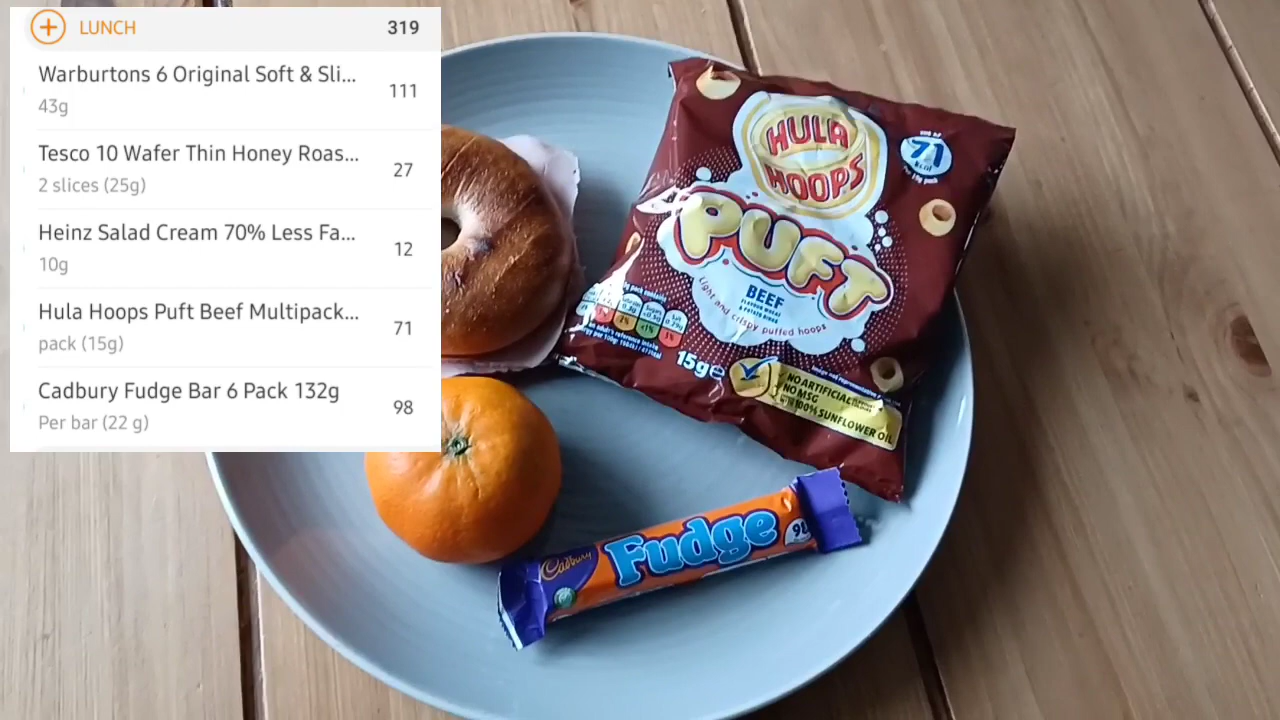 LUNCH 319
Warburtons 6 Original Soft & Sli... 111
43g
Tesco 10 Wafer Thin Honey Roas... 27
2 slices (25g)
Heinz Salad Cream 70% Less Fa... 12
10g
Hula Hoops Puft Beef Multipack... 71
pack (15g)
Cadbury Fudge Bar 6 Pack 132g 98
Per bar (22 g)
HULA
HOOPS
71
kcal
PUFT
BEEF
Light and crispy puffed hoops
15g e
NO ARTIFICIAL
NO MSG
100% SUNFLOWER OIL
Cadbury
Fudge
98